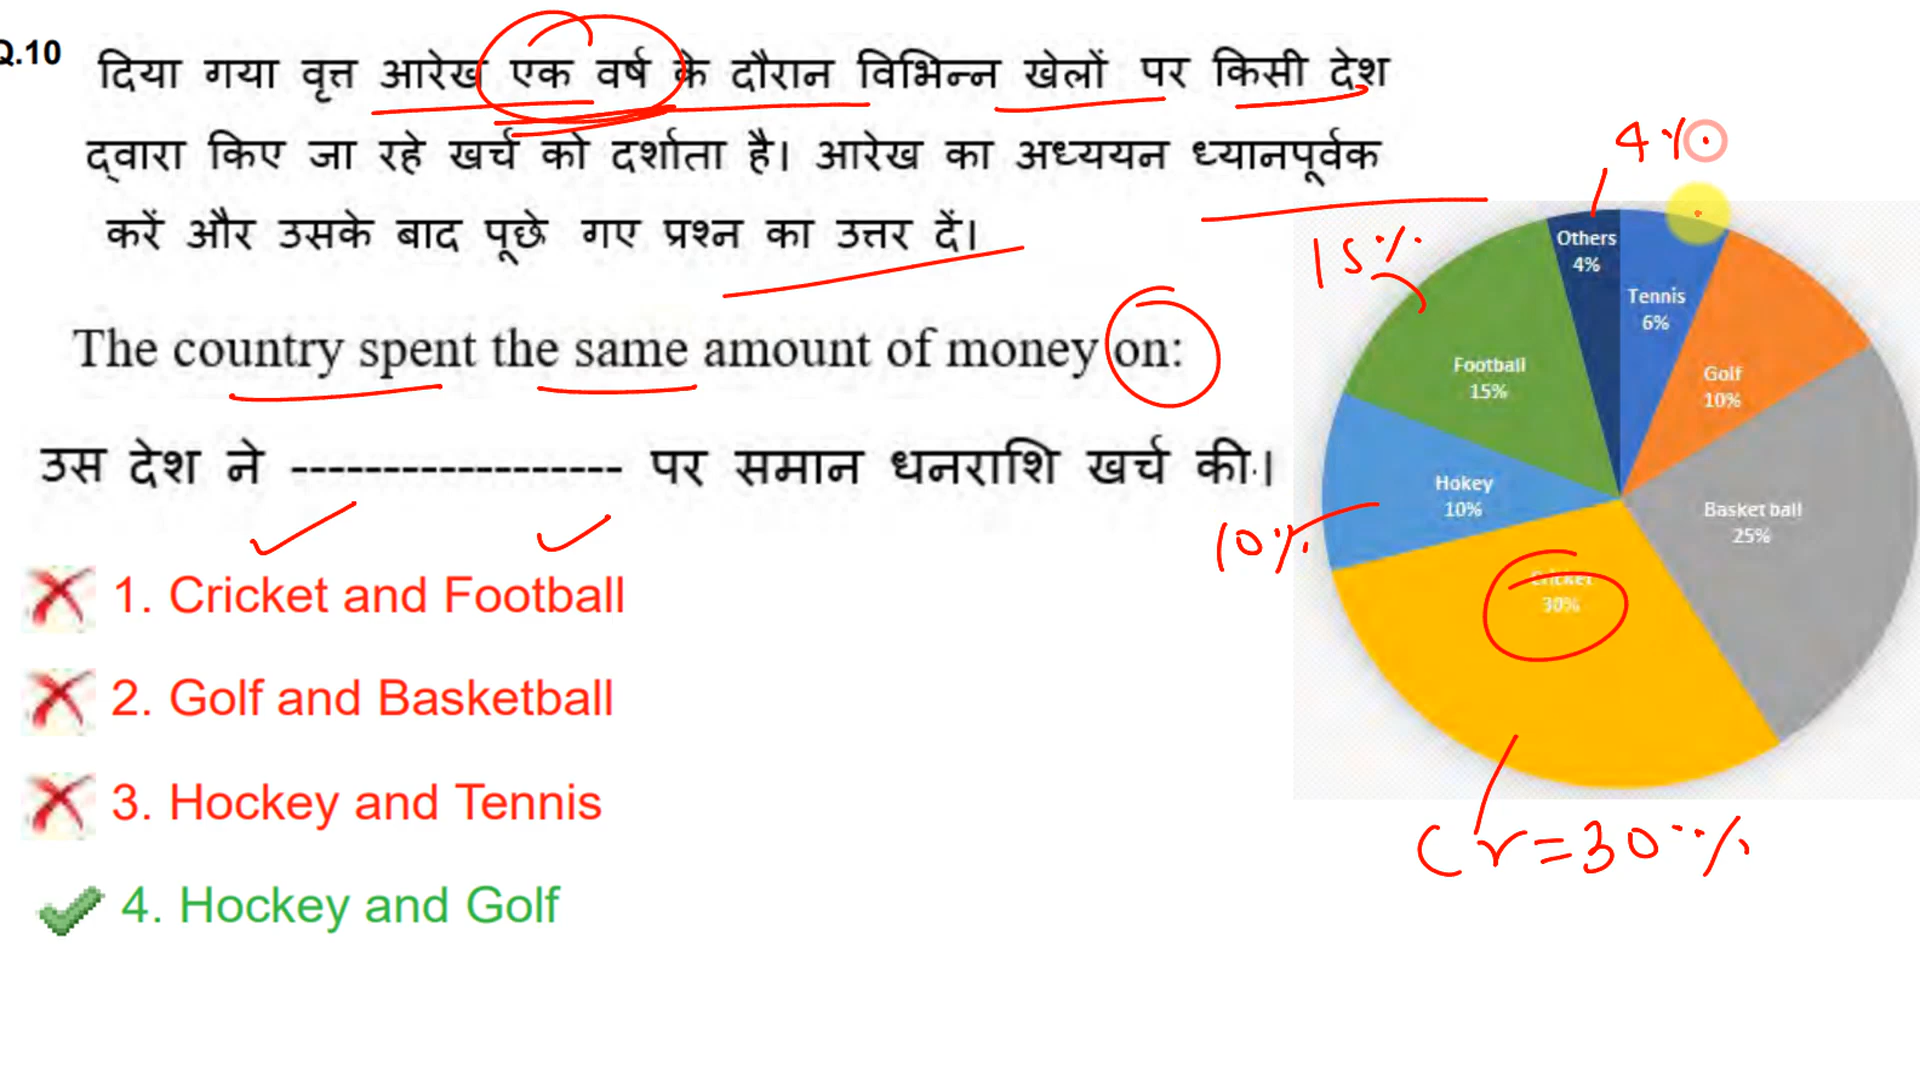 Q.10
दिया गया वृत्त आरेख एक वर्ष के दौरान विभिन्न खेलों पर किसी देश
द्वारा किए जा रहे खर्च को दर्शाता है। आरेख का अध्ययन ध्यानपूर्वक
करें और उसके बाद पूछे गए प्रश्न का उत्तर दें।
The country spent the same amount of money on:
उस देश ने ------------------ पर समान धनराशि खर्च की।
1. Cricket and Football
2. Golf and Basketball
3. Hockey and Tennis
4. Hockey and Golf
4%
15%
Others
4%
Tennis
6%
Football
15%
Golf
10%
Hokey
10%
Basket ball
25%
10%
Cricket
30%
Cr=30%